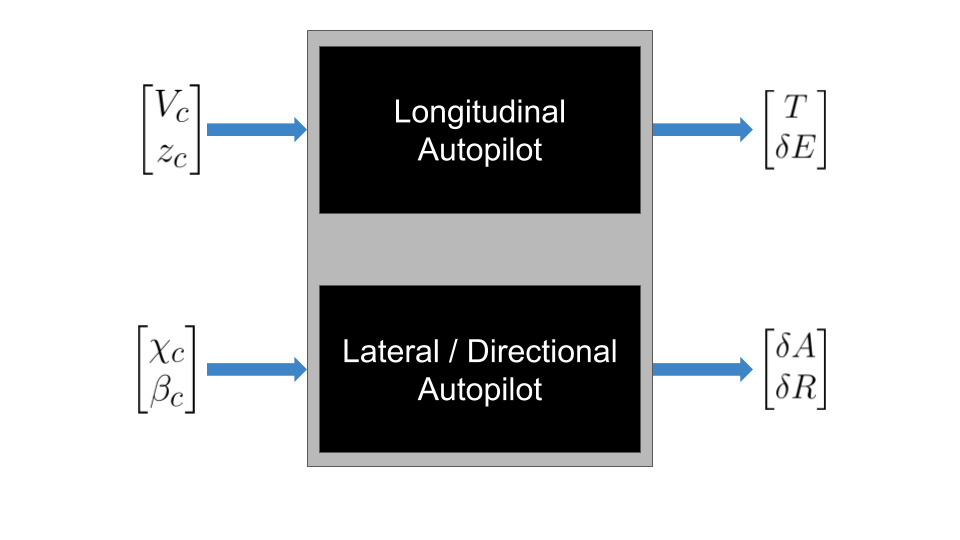 V_c
z_c
Longitudinal
Autopilot
T
δE
χ_c
β_c
Lateral / Directional
Autopilot
δA
δR